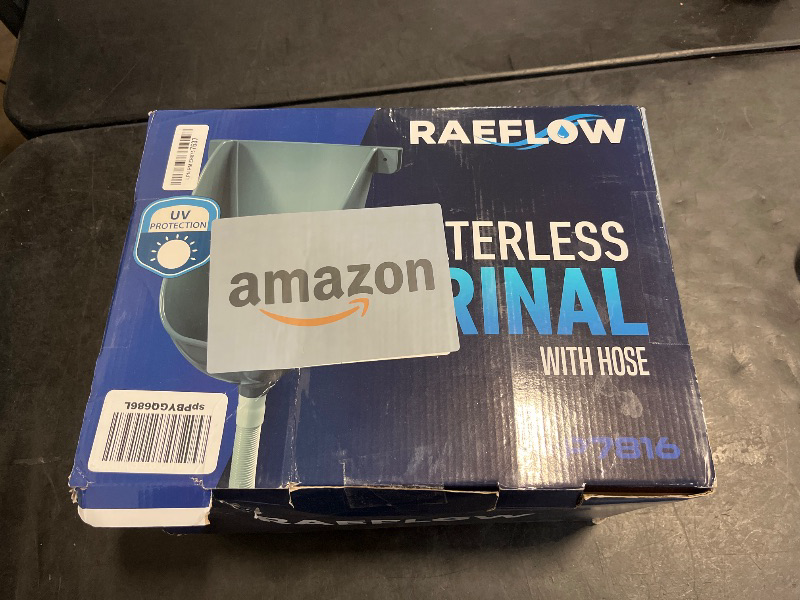 RAEFLOW
UV
PROTECTION
TERLESS
RINAL
WITH HOSE
amazon
spPBYGQ686L
7816
RAEFLOW